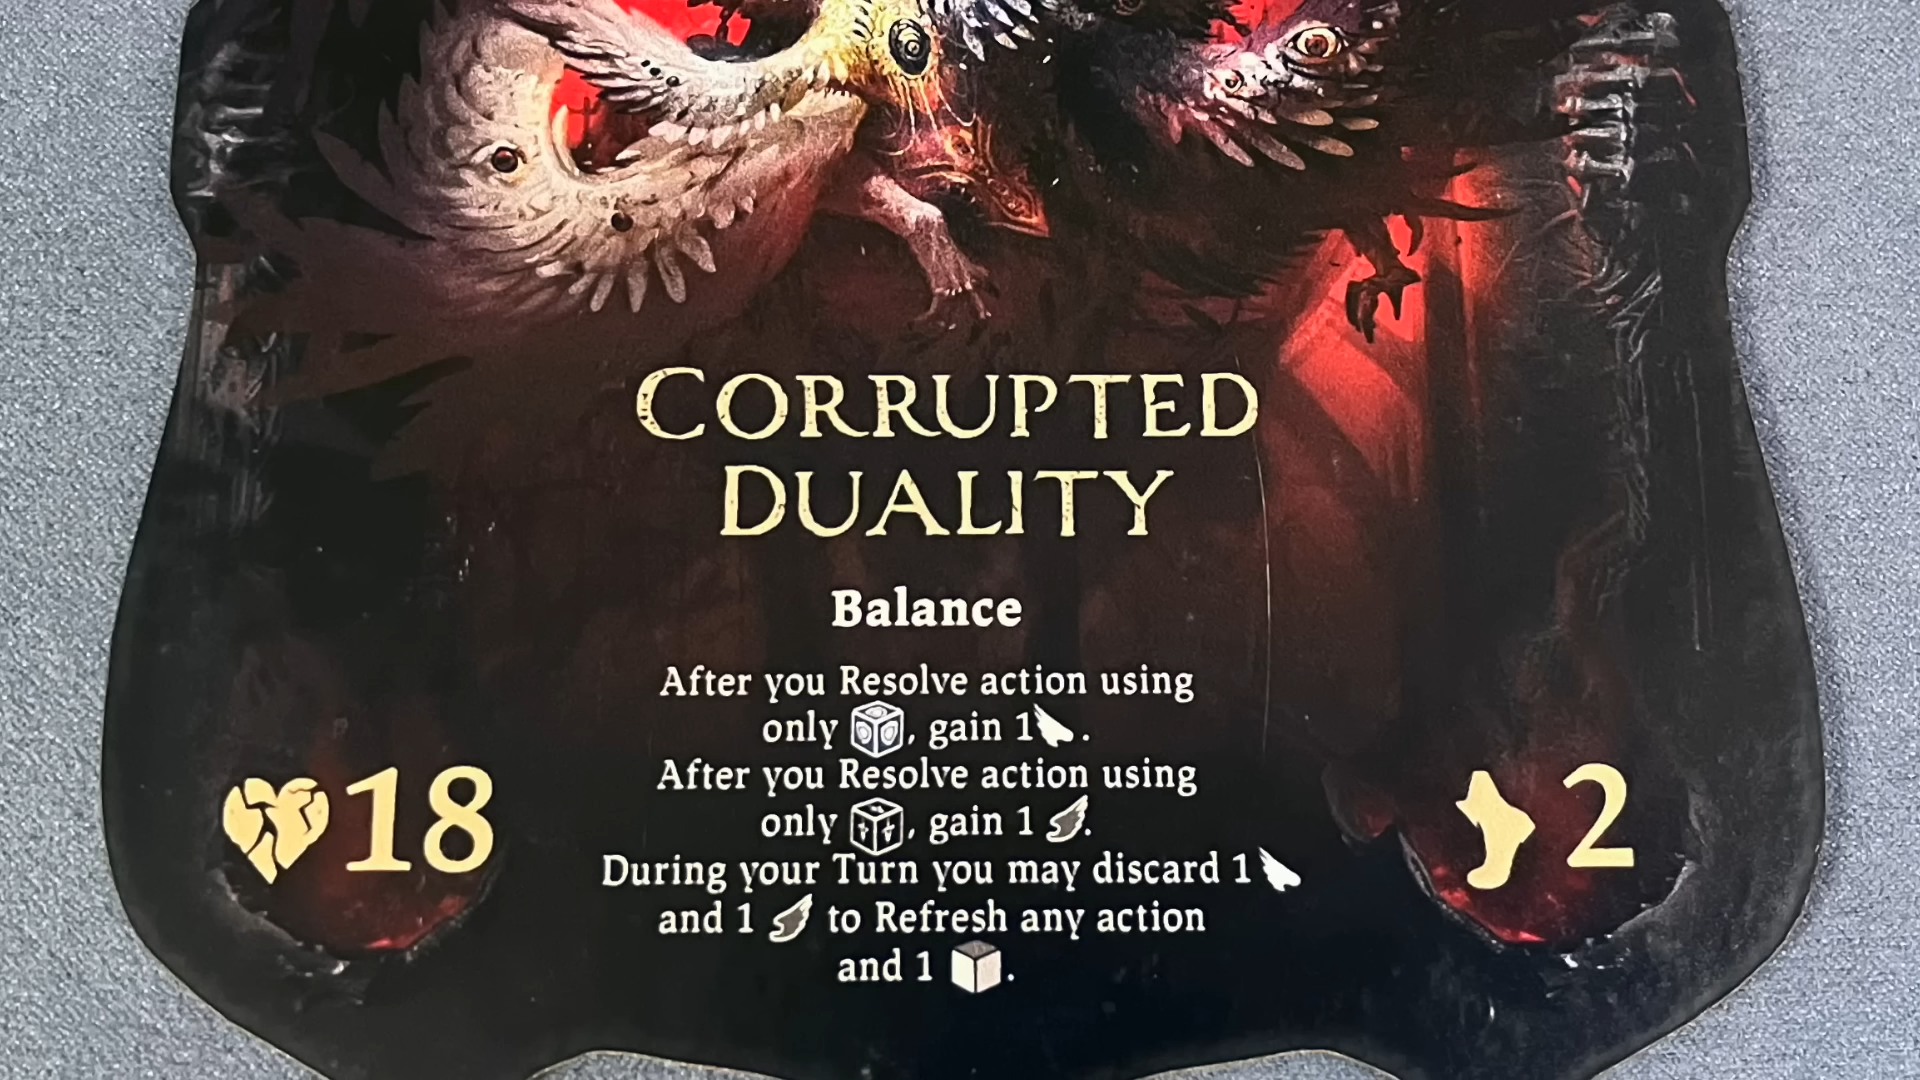 CORRUPTED
DUALITY
Balance
After you Resolve action using
only , gain 1 .
After you Resolve action using
only , gain 1 .
During your Turn you may discard 1
and 1 to Refresh any action
and 1 .
18
2